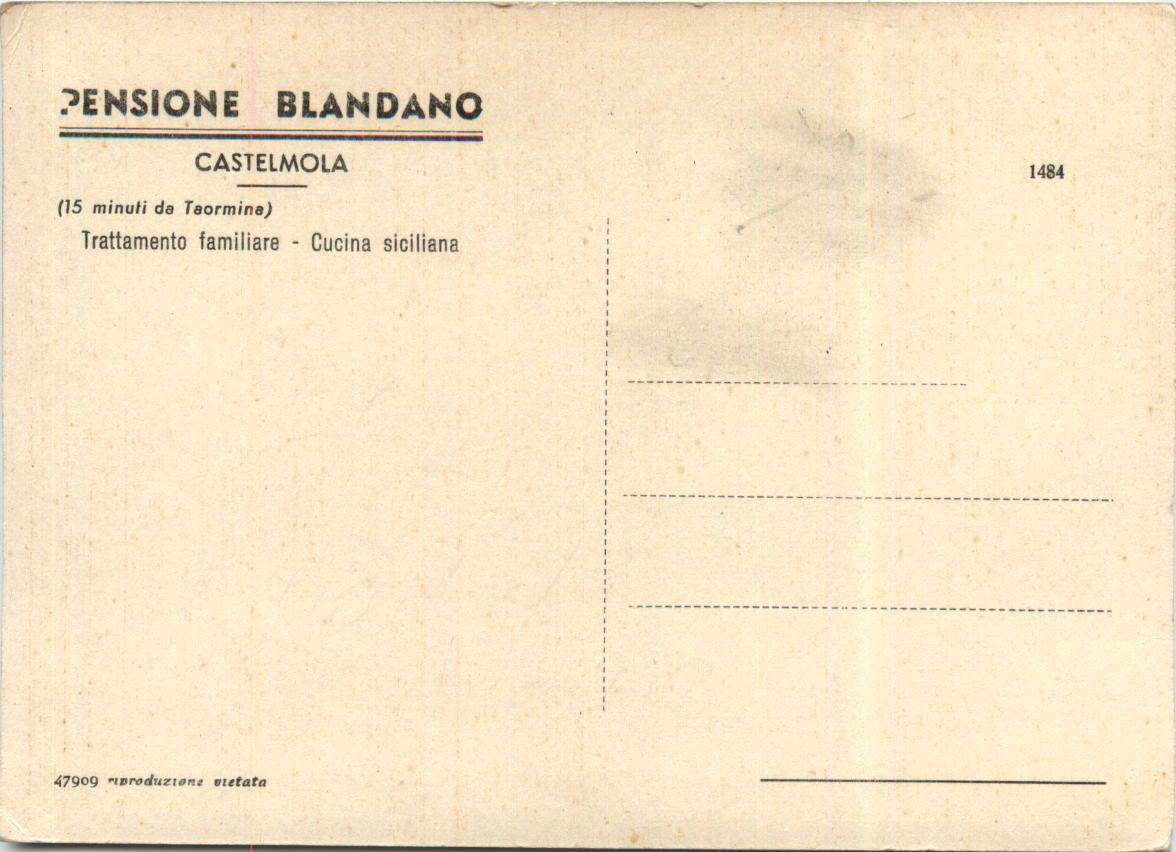 PENSIONE BLANDANO
CASTELMOLA
(15 minuti da Taormina)
Trattamento familiare - Cucina siciliana
1484
47909 riproduzione vietata